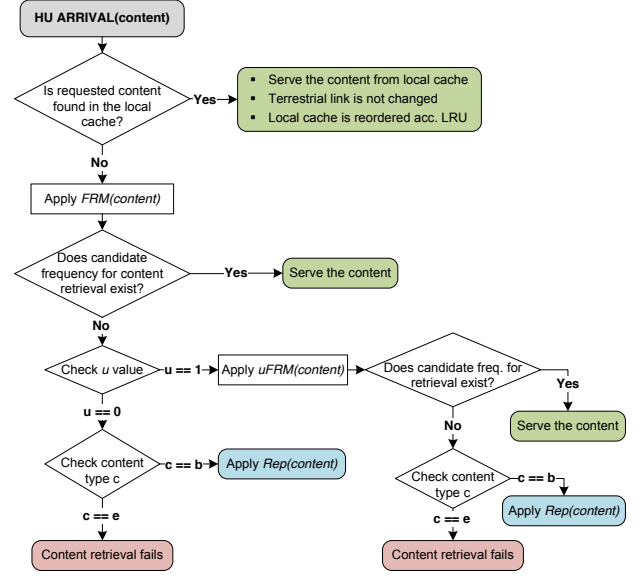 HU ARRIVAL(content)
Is requested content
found in the local
cache?
Yes
▪ Serve the content from local cache
▪ Terrestrial link is not changed
▪ Local cache is reordered acc. LRU
No
Apply FRM(content)
Does candidate
frequency for content
retrieval exist?
Yes
Serve the content
No
Check u value
u == 1
Apply uFRM(content)
Does candidate freq. for
retrieval exist?
Yes
Serve the content
u == 0
No
Check content
type c
c == b
Apply Rep(content)
Check content
type c
c == b
Apply Rep(content)
c == e
c == e
Content retrieval fails
Content retrieval fails